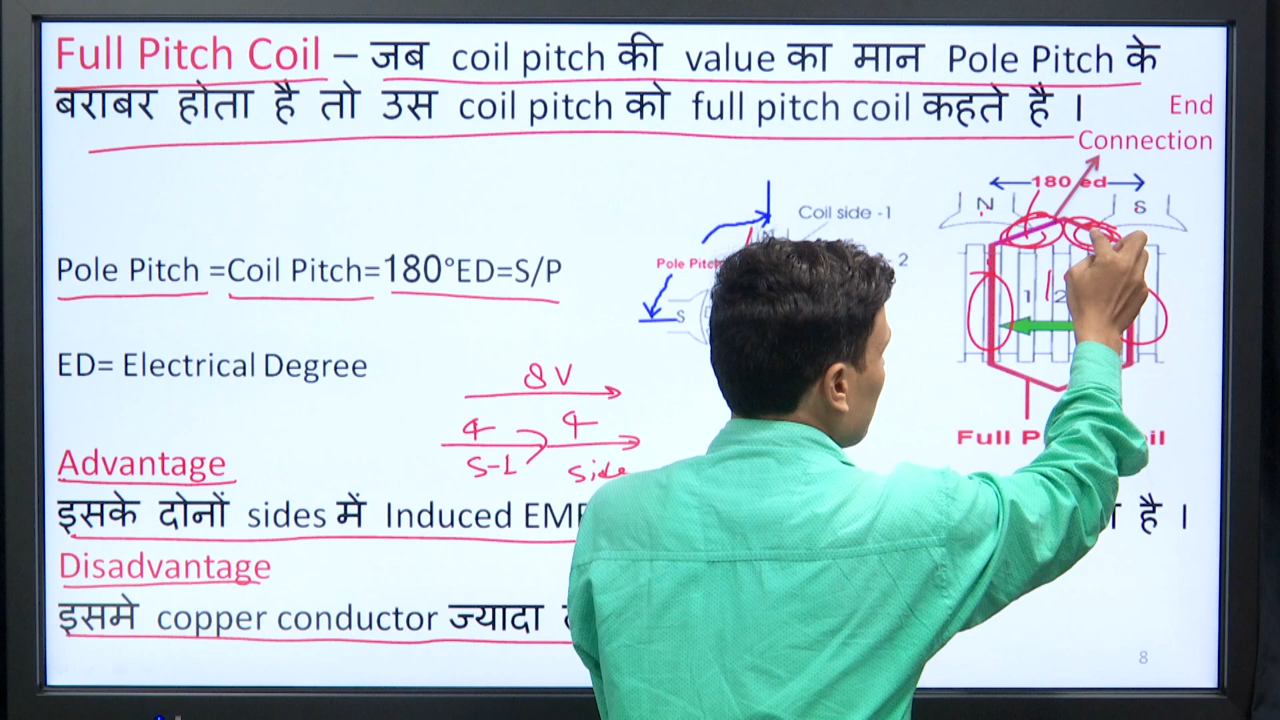 Full Pitch Coil – जब coil pitch की value का मान Pole Pitch के
बराबर होता है तो उस coil pitch को full pitch coil कहते है ।
End
Connection
180 ed
N
S
Coil side -1
2
Pole Pitch
S
1
2
Pole Pitch =Coil Pitch=180°ED=S/P
ED= Electrical Degree
8V
4 4
S-1 Side
Full P il
Advantage
इसके दोनों sides में Induced EMF है ।
Disadvantage
इसमे copper conductor ज्यादा
8